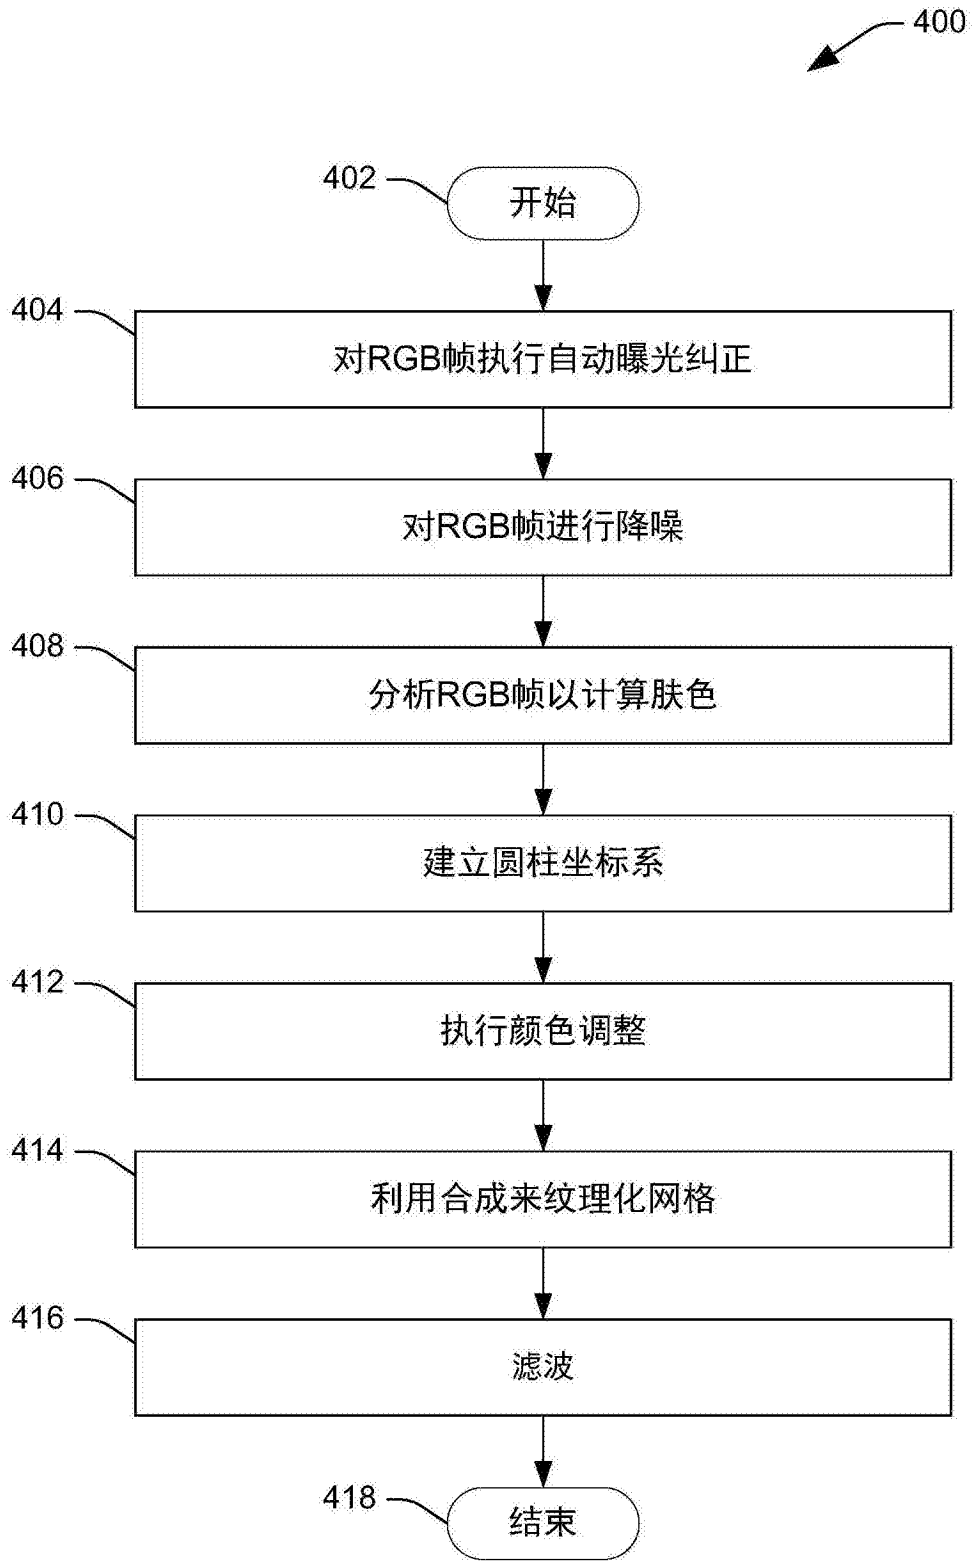 400
402
开始
404
对RGB帧执行自动曝光纠正
406
对RGB帧进行降噪
408
分析RGB帧以计算肤色
410
建立圆柱坐标系
412
执行颜色调整
414
利用合成来纹理化网格
416
滤波
418
结束